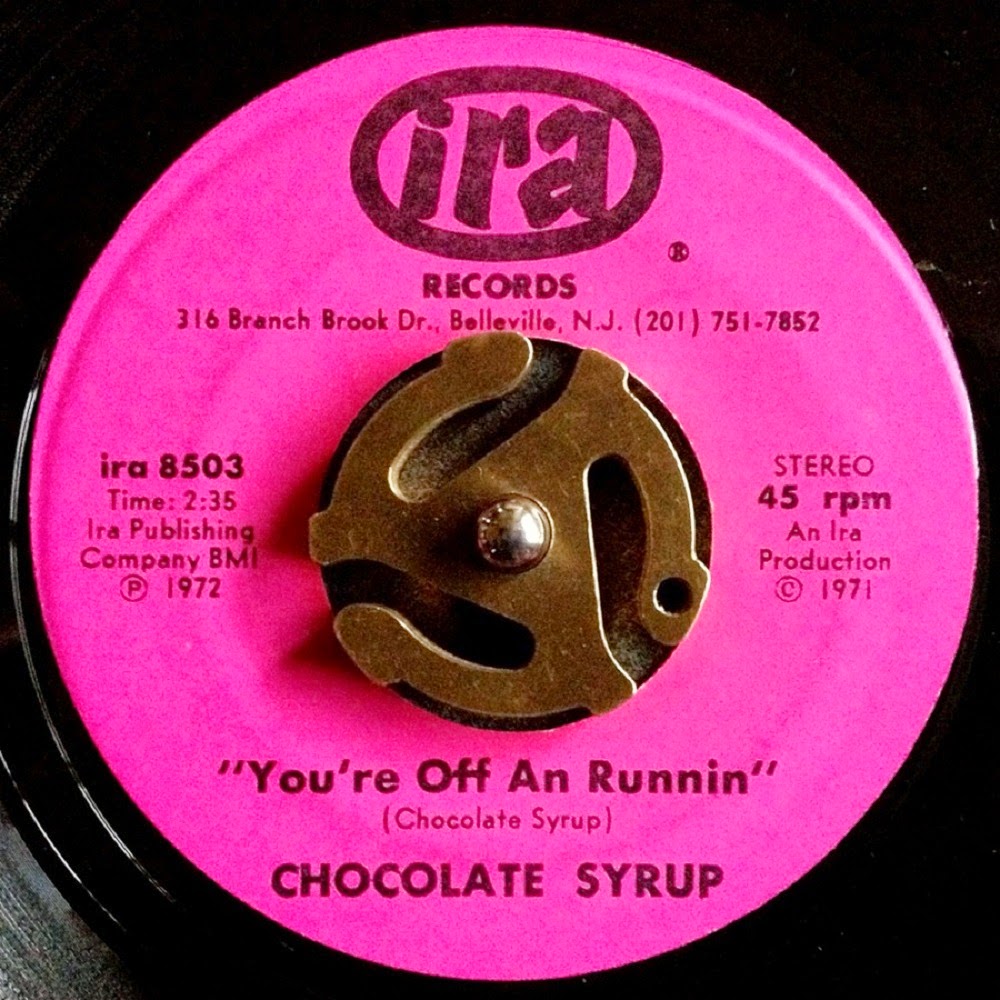 ira
®
RECORDS
316 Branch Brook Dr., Belleville, N.J. (201) 751-7852
ira 8503
Time: 2:35
Ira Publishing
Company BMI
℗ 1972
STEREO
45 rpm
An Ira
Production
© 1971
"You're Off An Runnin"
(Chocolate Syrup)
CHOCOLATE SYRUP